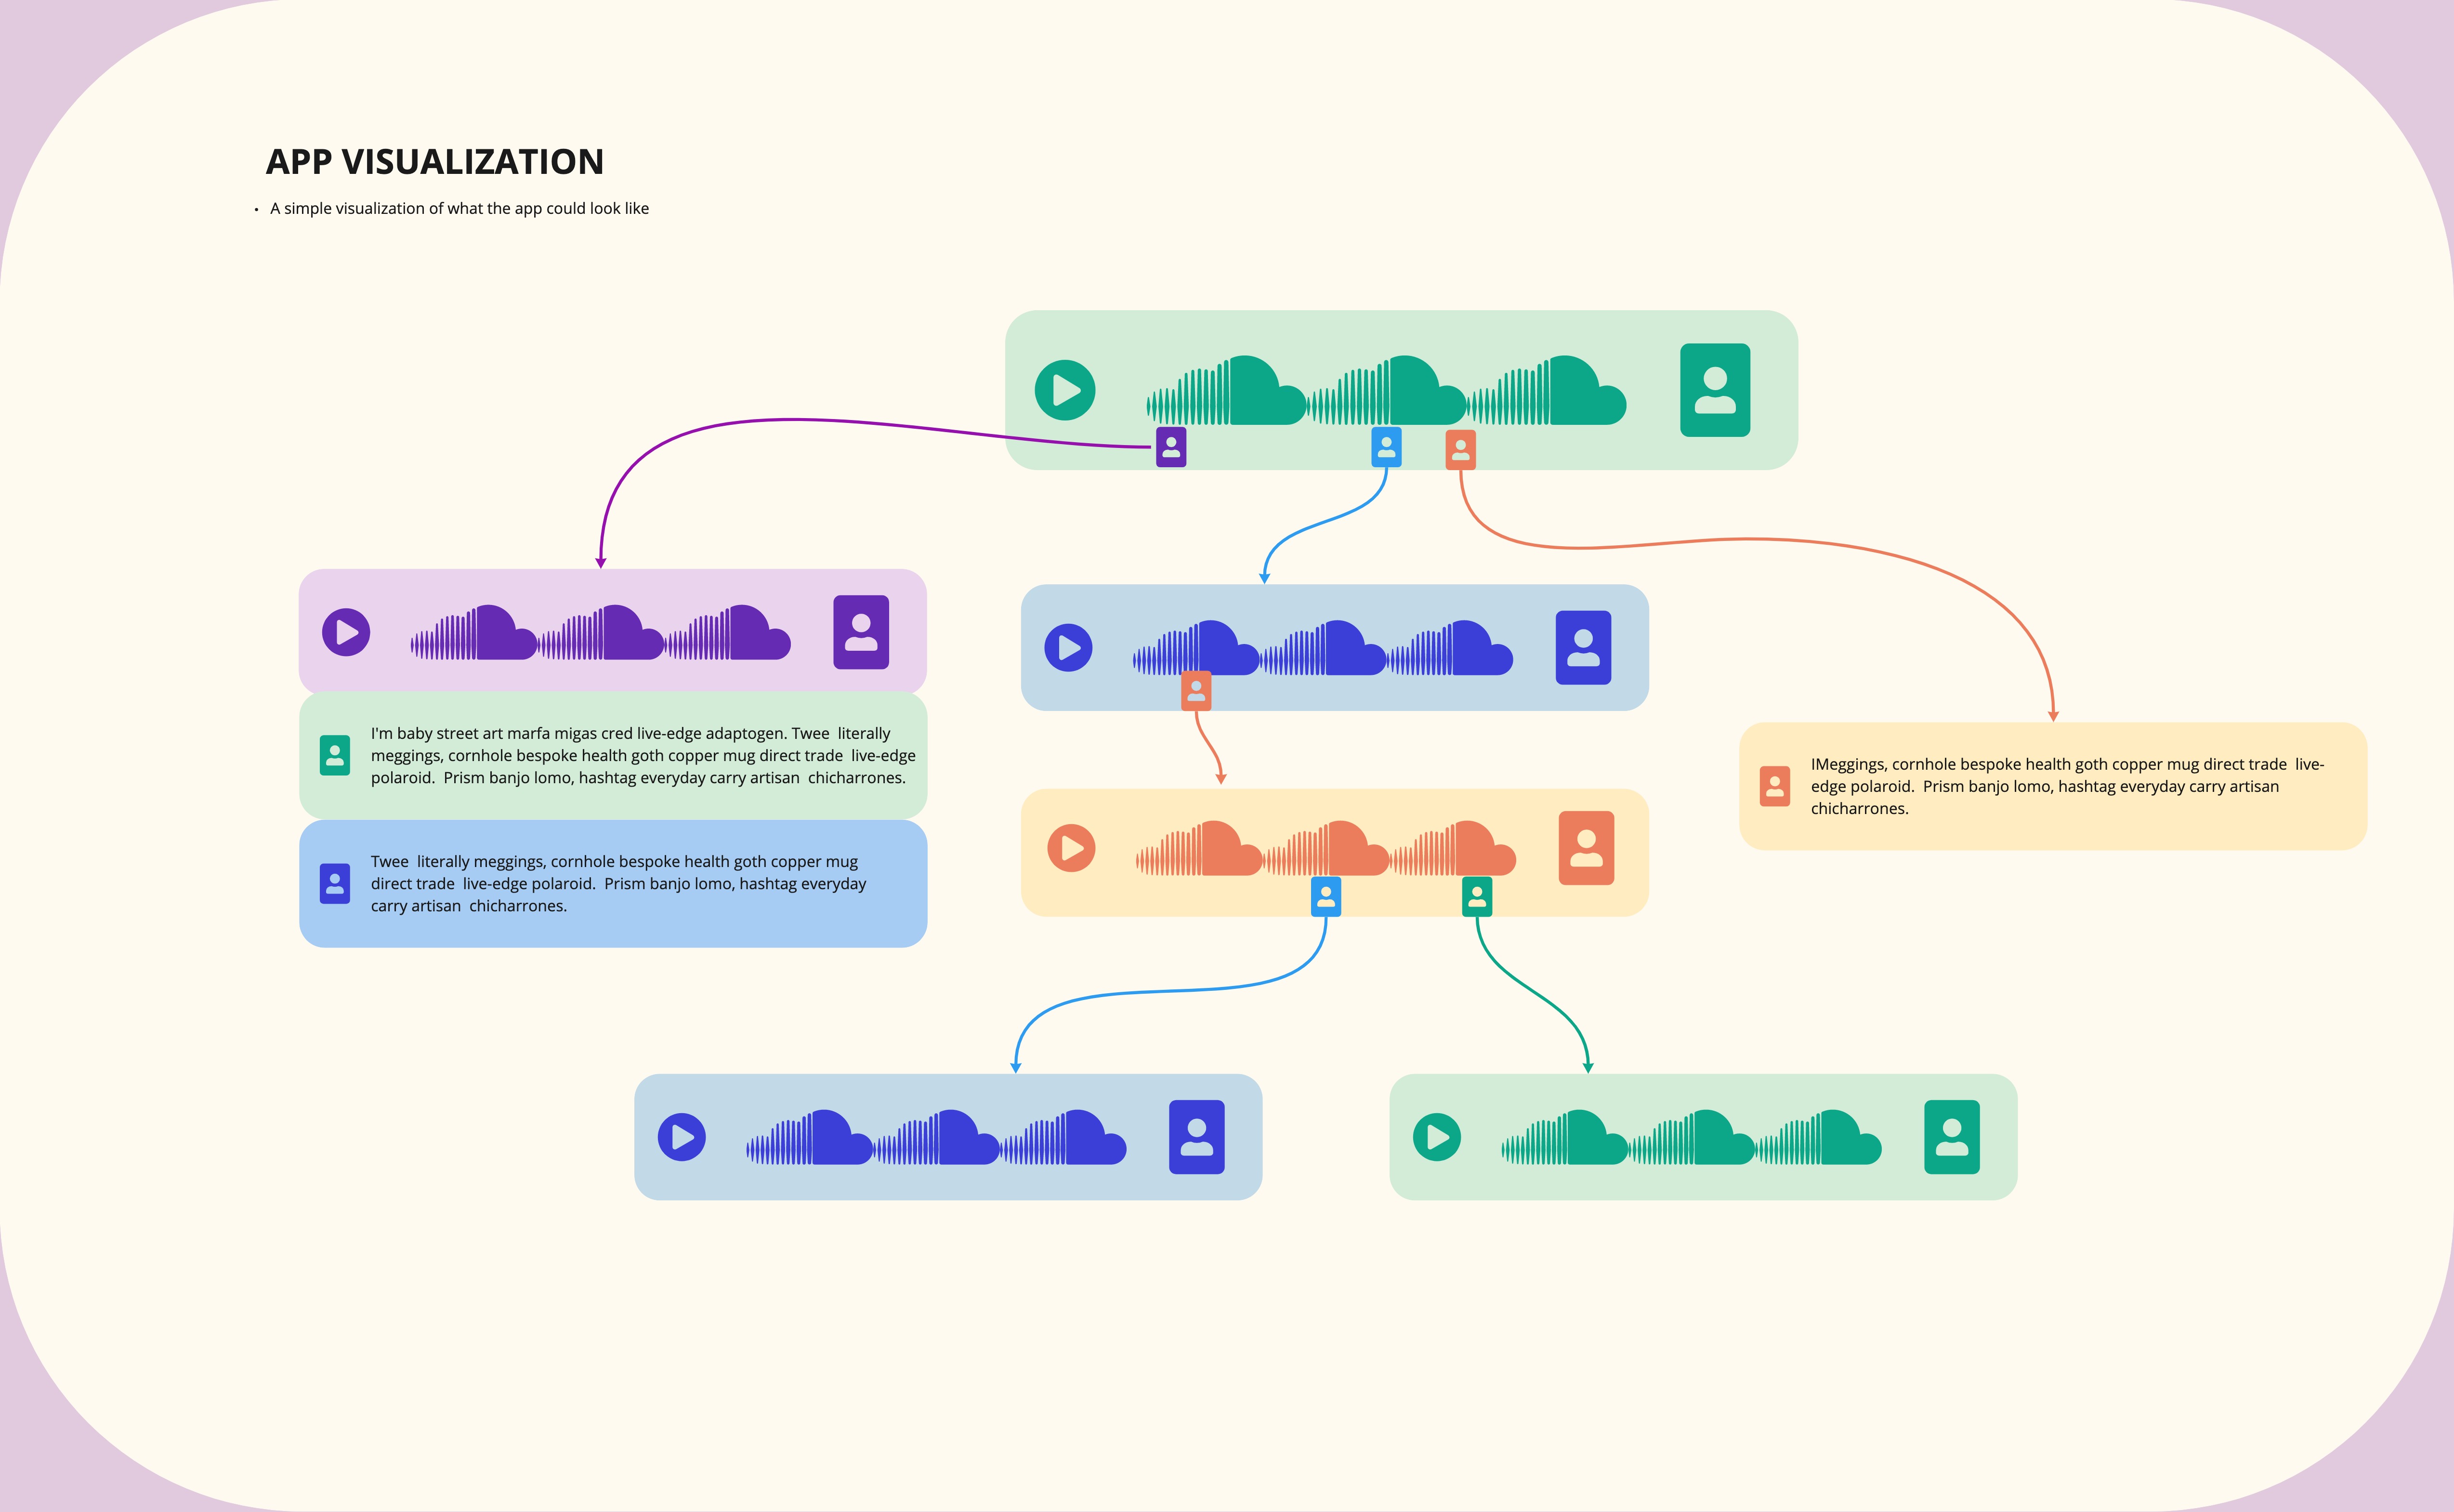 APP VISUALIZATION
• A simple visualization of what the app could look like
I'm baby street art marfa migas cred live-edge adaptogen. Twee  literally
meggings, cornhole bespoke health goth copper mug direct trade  live-edge
polaroid.  Prism banjo lomo, hashtag everyday carry artisan  chicharrones.
Twee  literally meggings, cornhole bespoke health goth copper mug
direct trade  live-edge polaroid.  Prism banjo lomo, hashtag everyday
carry artisan  chicharrones.
IMeggings, cornhole bespoke health goth copper mug direct trade  live-
edge polaroid.  Prism banjo lomo, hashtag everyday carry artisan
chicharrones.